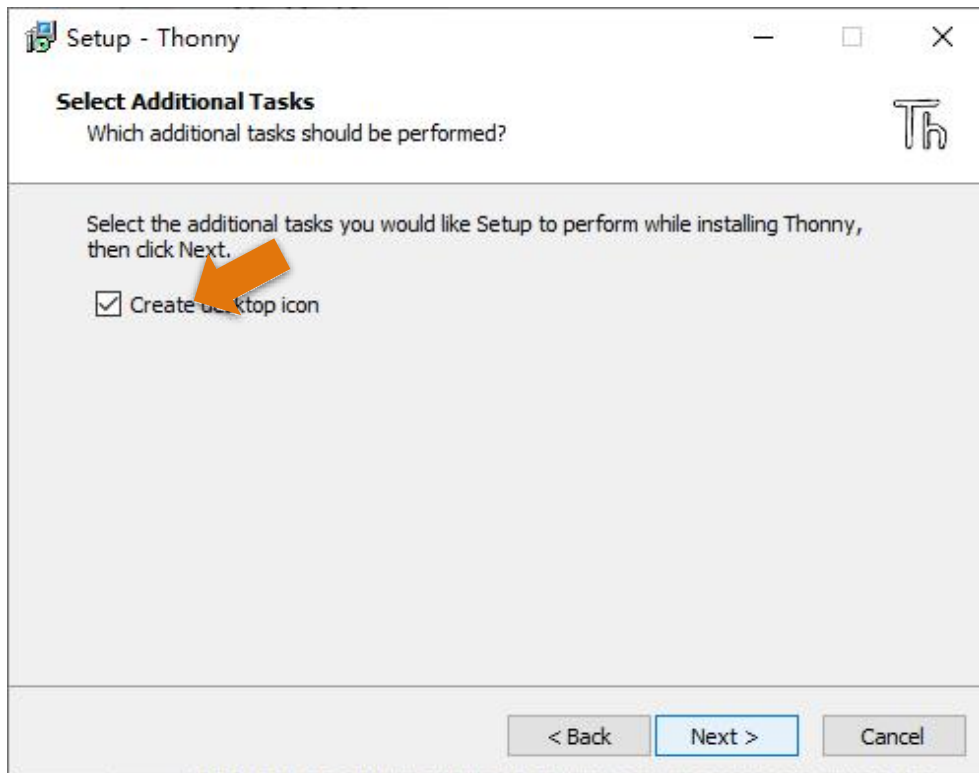 Setup - Thonny
Select Additional Tasks
Which additional tasks should be performed?
Th
Select the additional tasks you would like Setup to perform while installing Thonny,
then click Next.
Create desktop icon
< Back
Next >
Cancel